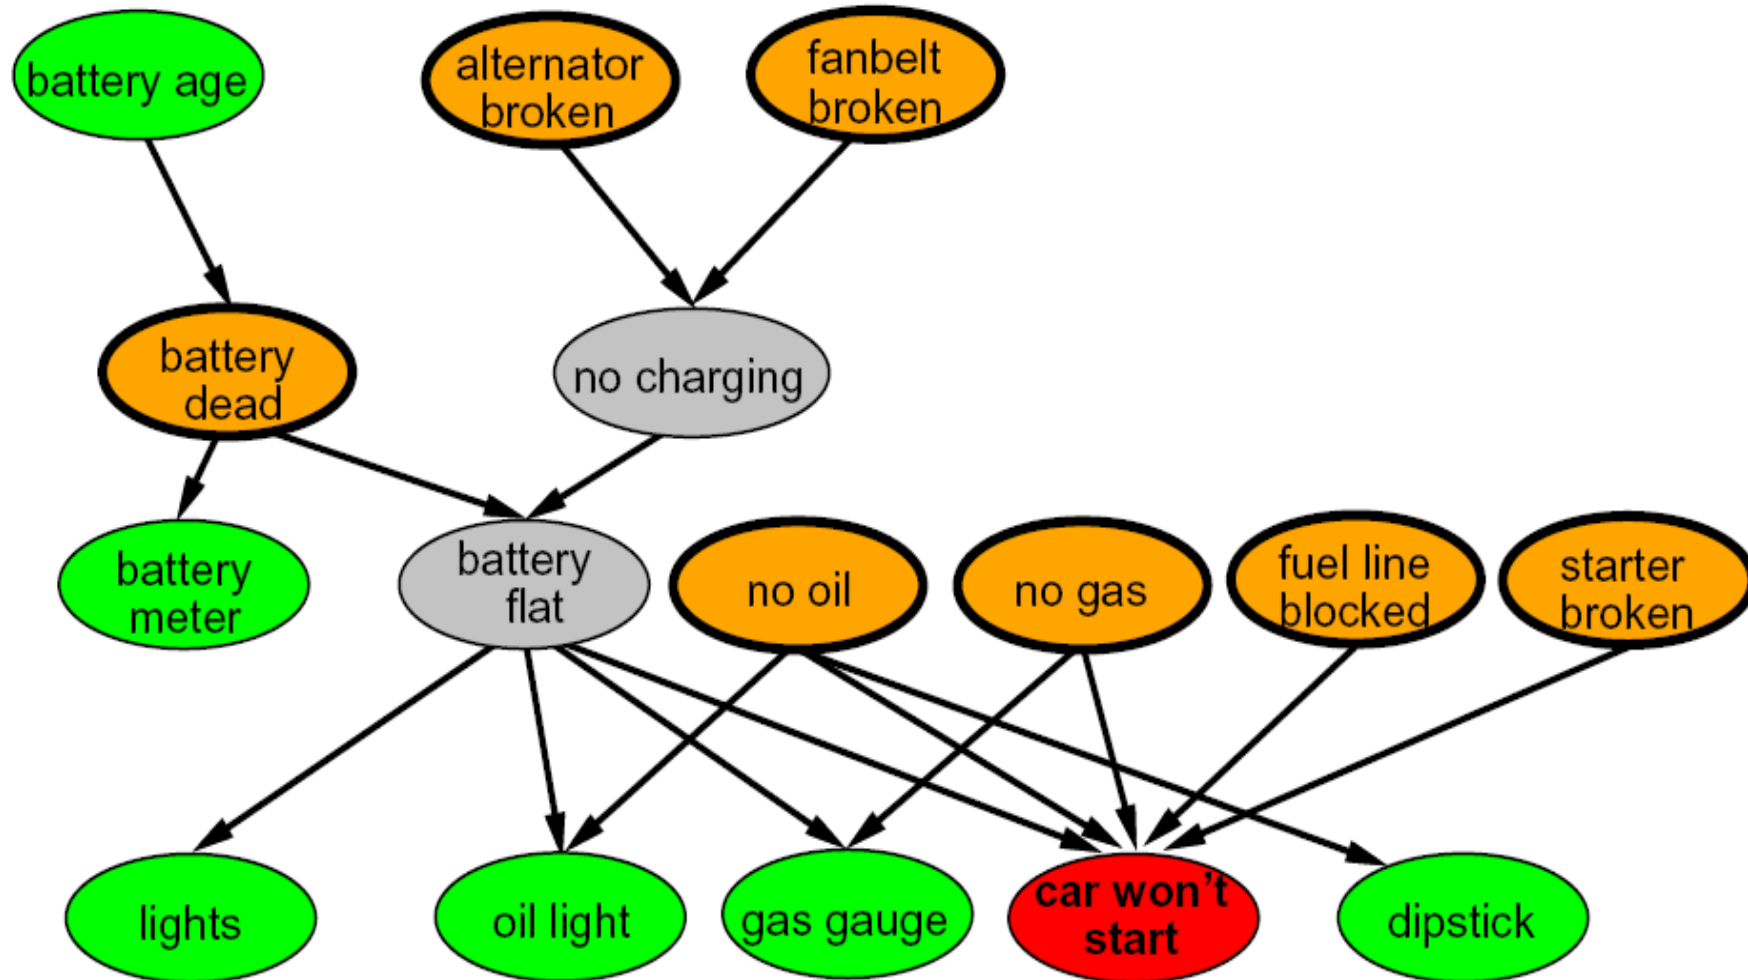 battery age
alternator
broken
fanbelt
broken
battery
dead
no charging
battery
meter
battery
flat
no oil
no gas
fuel line
blocked
starter
broken
lights
oil light
gas gauge
car won't
start
dipstick